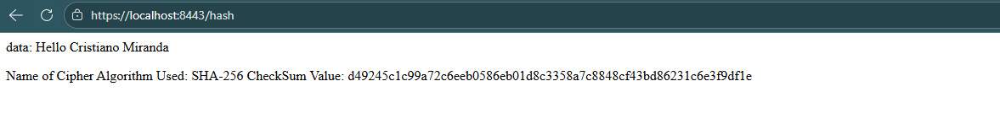 https://localhost:8443/hash
data: Hello Cristiano Miranda
Name of Cipher Algorithm Used: SHA-256 CheckSum Value: d49245c1c99a72c6eeb0586eb01d8c3358a7c8848cf43bd86231c6e3f9df1e